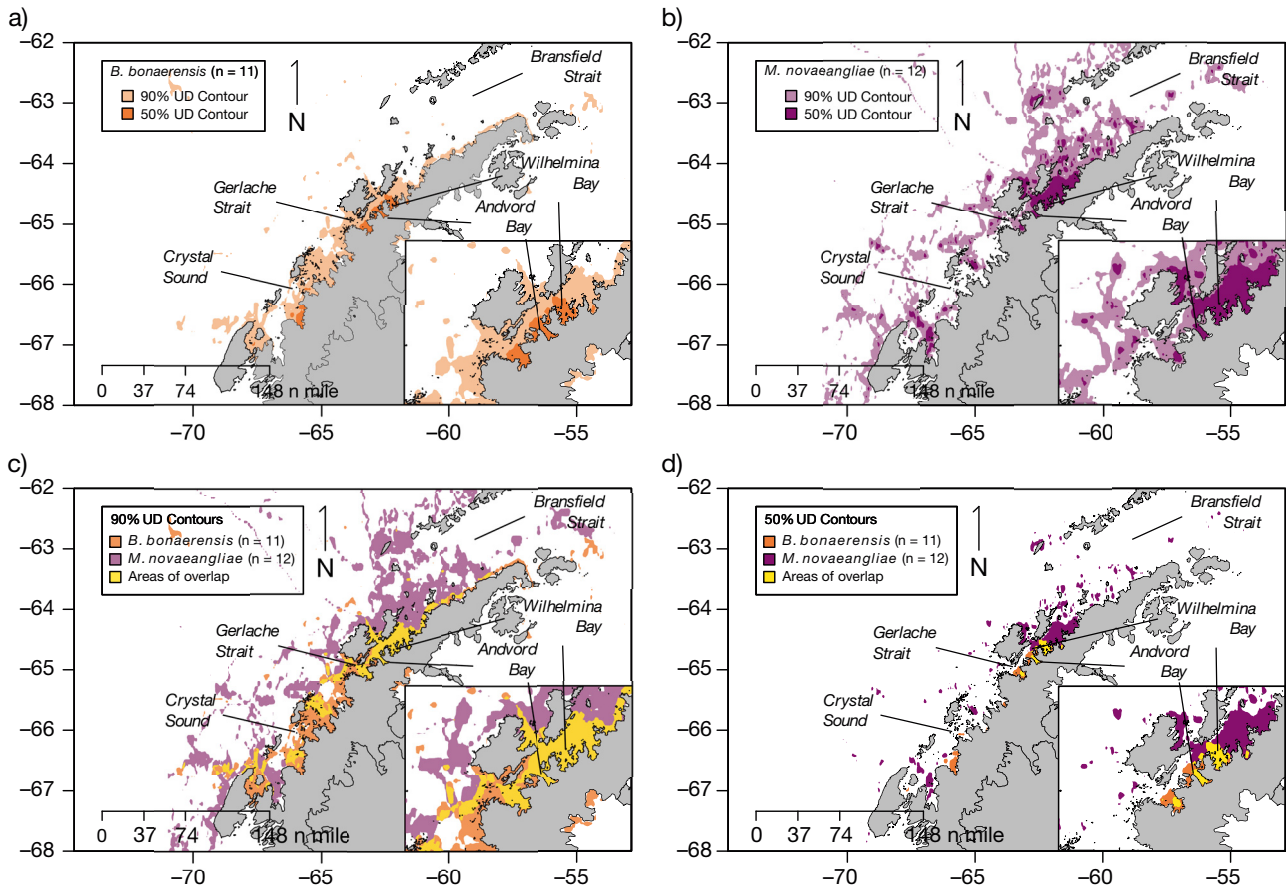 a)
−62
−63
−64
−65
−66
−67
−68
B. bonaerensis (n = 11)
90% UD Contour
50% UD Contour
N
Bransfield
Strait
Wilhelmina
Bay
Gerlache
Strait
Andvord
Bay
Crystal
Sound
0 37 74 148 n mile
−70 −65 −60 −55
b)
−62
−63
−64
−65
−66
−67
−68
M. novaeangliae (n = 12)
90% UD Contour
50% UD Contour
N
Bransfield
Strait
Wilhelmina
Bay
Gerlache
Strait
Andvord
Bay
Crystal
Sound
0 37 74 148 n mile
−70 −65 −60 −55
c)
−62
−63
−64
−65
−66
−67
−68
90% UD Contours
B. bonaerensis (n = 11)
M. novaeangliae (n = 12)
Areas of overlap
N
Bransfield
Strait
Wilhelmina
Bay
Gerlache
Strait
Andvord
Bay
Crystal
Sound
0 37 74 148 n mile
−70 −65 −60 −55
d)
−62
−63
−64
−65
−66
−67
−68
50% UD Contours
B. bonaerensis (n = 11)
M. novaeangliae (n = 12)
Areas of overlap
N
Bransfield
Strait
Wilhelmina
Bay
Gerlache
Strait
Andvord
Bay
Crystal
Sound
0 37 74 148 n mile
−70 −65 −60 −55